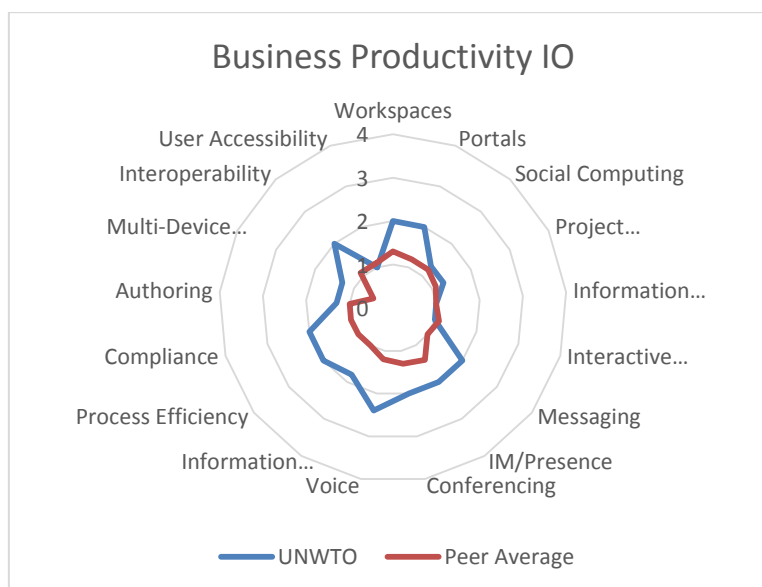 Business Productivity IO
Workspaces
Portals
Social Computing
Project...
Information...
Interactive...
Messaging
IM/Presence
Conferencing
Voice
Information...
Process Efficiency
Compliance
Authoring
Multi-Device...
Interoperability
User Accessibility
4
3
2
1
0
UNWTO
Peer Average